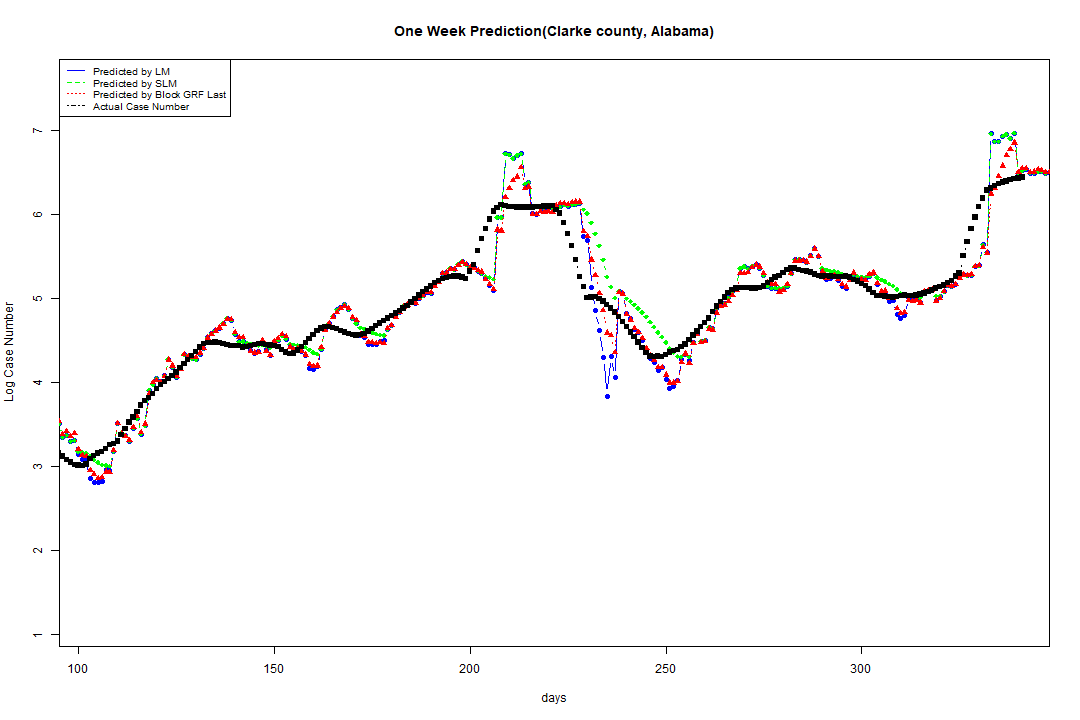 One Week Prediction(Clarke county, Alabama)
Predicted by LM
Predicted by SLM
Predicted by Block GRF Last
Actual Case Number
Log Case Number
7
6
5
4
3
2
1
100 150 200 250 300
days